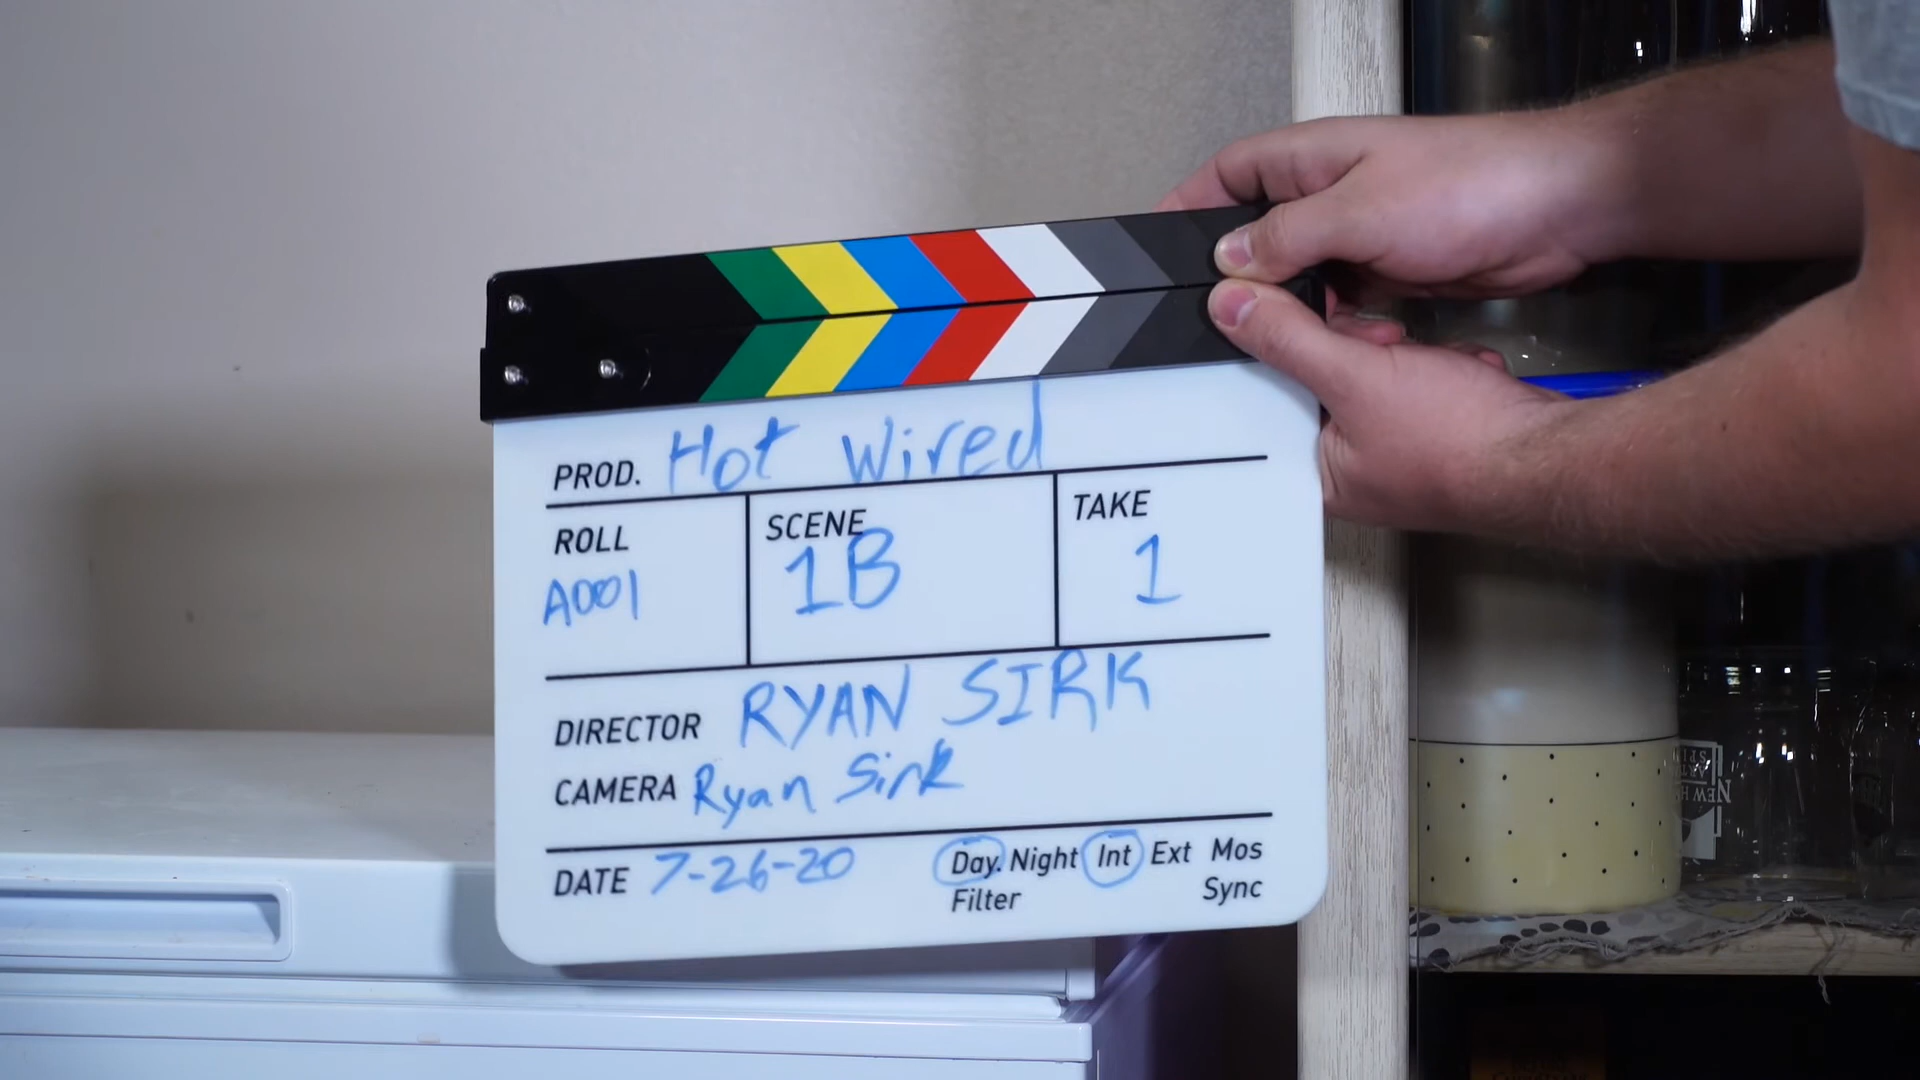 PROD. Hot Wired
ROLL SCENE TAKE
A001 1B 1
DIRECTOR RYAN SIRK
CAMERA Ryan Sirk
DATE 7-26-20 Day. Night Int Ext Mos
Filter Sync